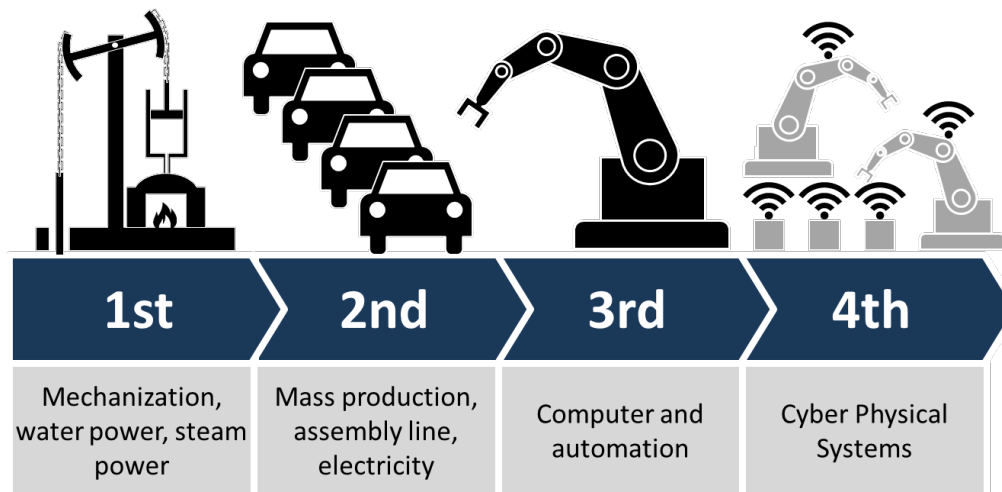 1st
2nd
3rd
4th
Mechanization,
water power, steam
power
Mass production,
assembly line,
electricity
Computer and
automation
Cyber Physical
Systems